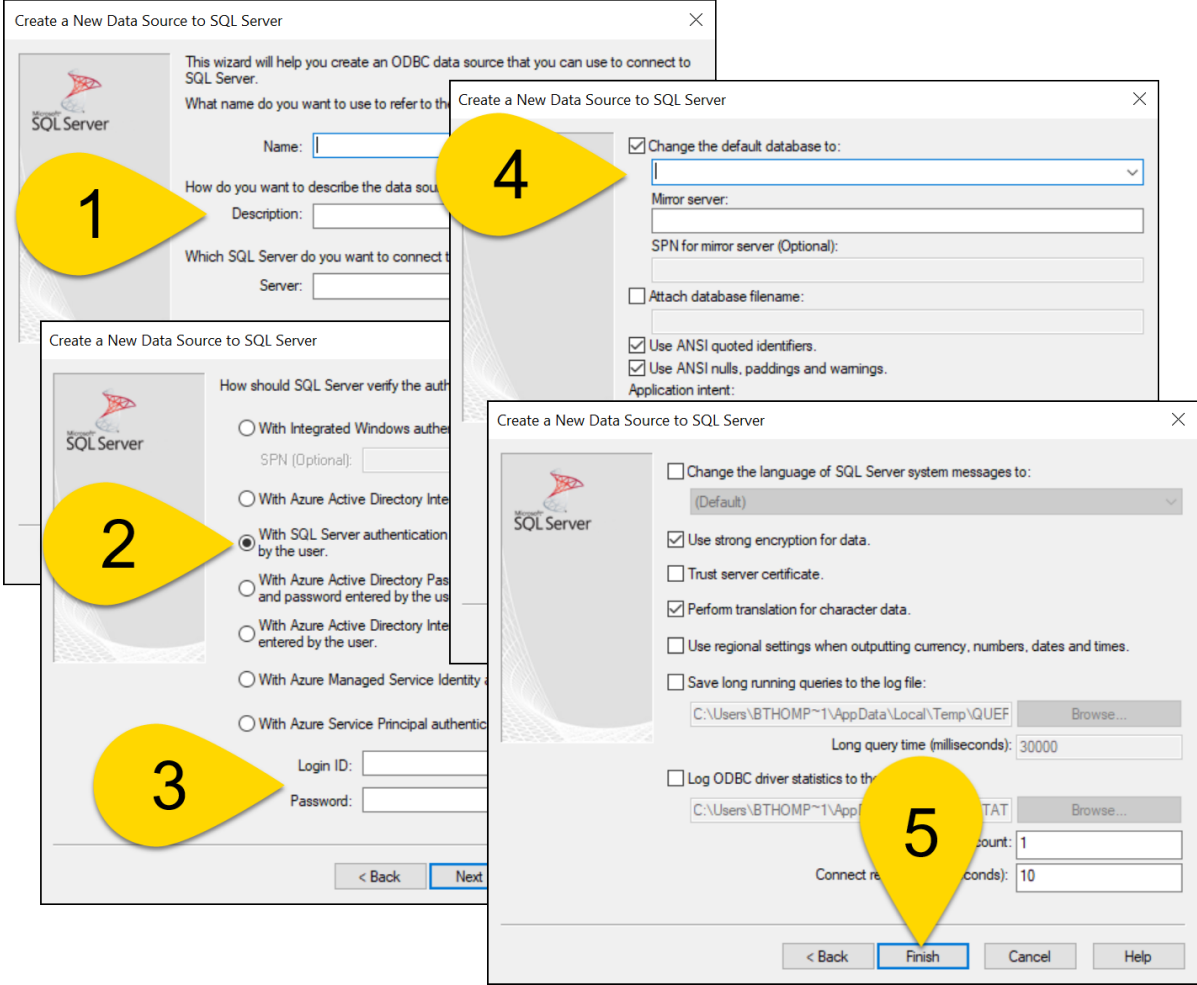 Create a New Data Source to SQL Server
This wizard will help you create an ODBC data source that you can use to connect to
SQL Server.
What name do you want to use to refer to the
Name:
How do you want to describe the data sou
Description:
Which SQL Server do you want to connect t
Server:
Microsoft
SQL Server
1
Create a New Data Source to SQL Server
Microsoft
SQL Server
How should SQL Server verify the auth
With Integrated Windows authe
SPN (Optional):
With Azure Active Directory Inte
With SQL Server authentication
by the user.
With Azure Active Directory Pas
and password entered by the us
With Azure Active Directory Inte
entered by the user.
With Azure Managed Service Identity a
With Azure Service Principal authentic
Login ID:
Password:
< Back
Next
2
3
Create a New Data Source to SQL Server
4
Change the default database to:
Mirror server:
SPN for mirror server (Optional):
Attach database filename:
Use ANSI quoted identifiers.
Use ANSI nulls, paddings and warnings.
Application intent:
Create a New Data Source to SQL Server
Microsoft
SQL Server
Change the language of SQL Server system messages to:
(Default)
Use strong encryption for data.
Trust server certificate.
Perform translation for character data.
Use regional settings when outputting currency, numbers, dates and times.
Save long running queries to the log file:
C:\Users\BTHOMP~1\AppData\Local\Temp\QUEF
Browse...
Long query time (milliseconds):
30000
Log ODBC driver statistics to the
C:\Users\BTHOMP~1\AppI
TAT
Browse...
count:
1
Connect re
conds):
10
5
< Back
Finish
Cancel
Help